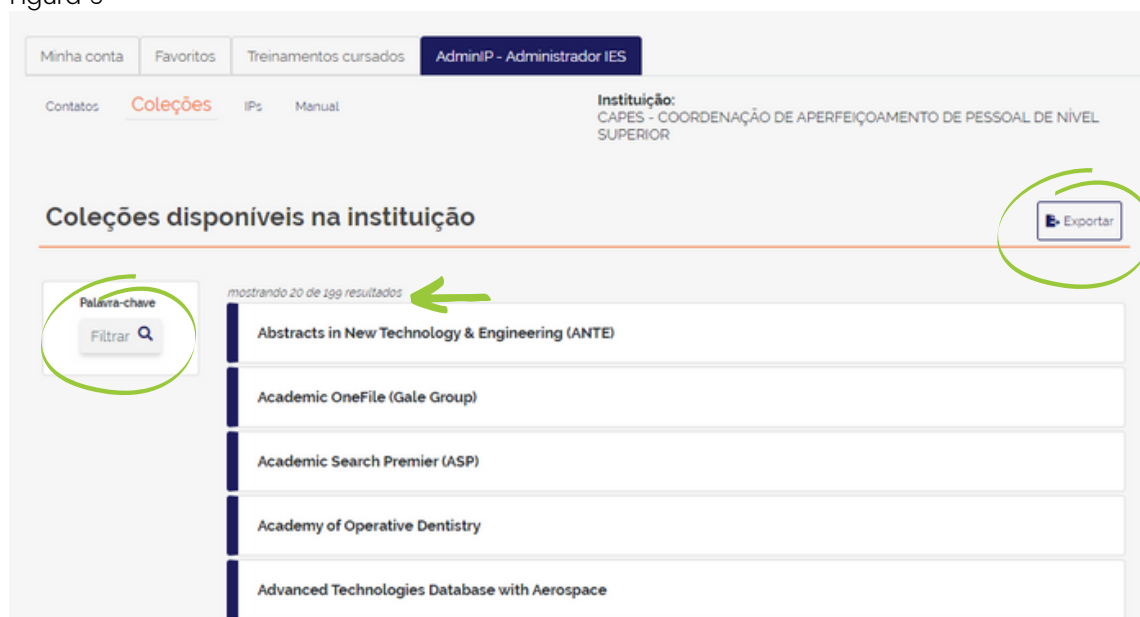 Minha conta
Favoritos
Treinamentos cursados
AdminIP - Administrador IES
Contatos
Coleções
IPs
Manual
Instituição:
CAPES - COORDENAÇÃO DE APERFEIÇOAMENTO DE PESSOAL DE NÍVEL
SUPERIOR
Coleções disponíveis na instituição
Exportar
Palavra-chave
Filtrar
mostrando 20 de 199 resultados
Abstracts in New Technology & Engineering (ANTE)
Academic OneFile (Gale Group)
Academic Search Premier (ASP)
Academy of Operative Dentistry
Advanced Technologies Database with Aerospace